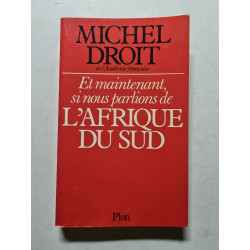 MICHEL
DROIT
de l'Académie française
Et maintenant,
si nous parlions de
L'AFRIQUE
DU SUD
Plon